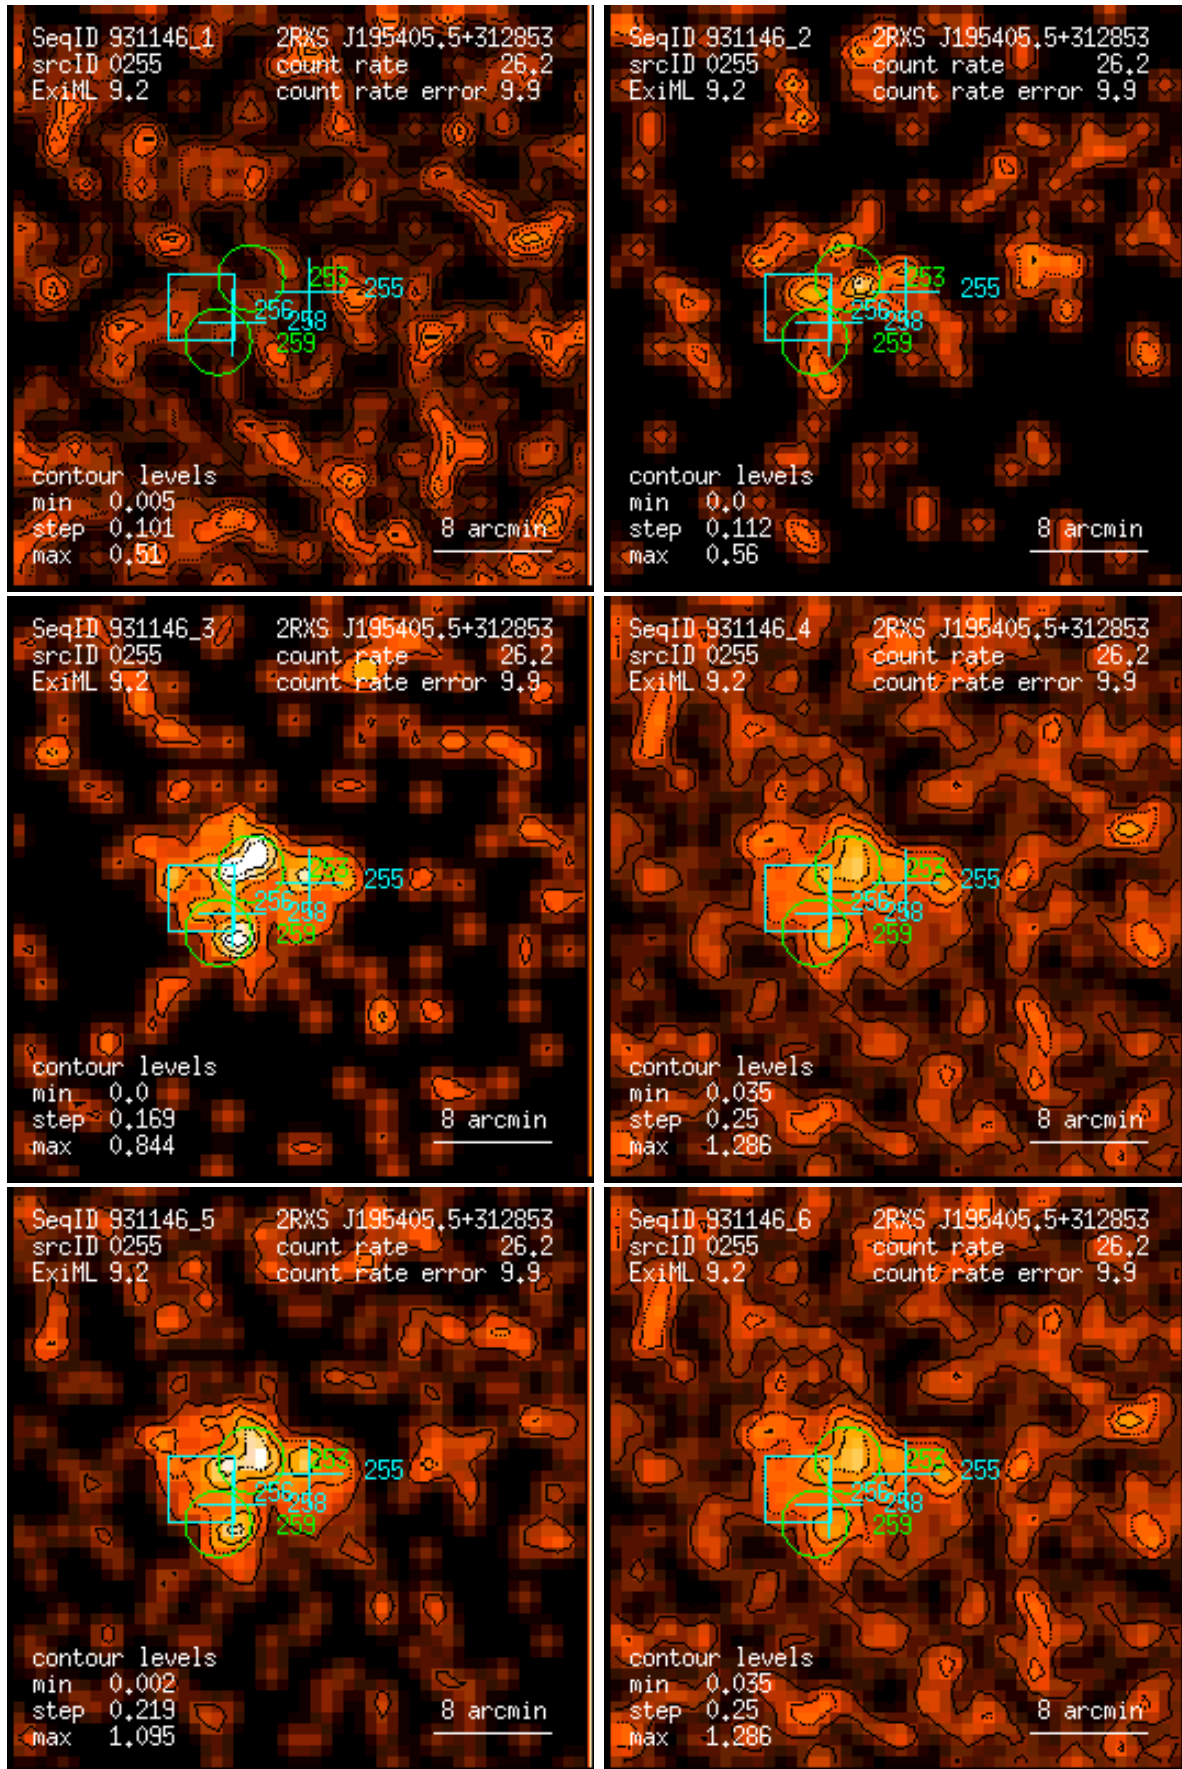 SeqID 931146_1 2RXS J195405.5+312853
srcID 0255 count rate 26.2
ExiML 9.2 count rate error 9.9
253
255
256
258
259
contour levels
min 0.005
step 0.101
max 0.51
8 arcmin
SeqID 931146_2 2RXS J195405.5+312853
srcID 0255 count rate 26.2
ExiML 9.2 count rate error 9.9
253
255
256
258
259
contour levels
min 0.0
step 0.112
max 0.56
8 arcmin
SeqID 931146_3 2RXS J195405.5+312853
srcID 0255 count rate 26.2
ExiML 9.2 count rate error 9.9
253
255
256
258
259
contour levels
min 0.0
step 0.169
max 0.844
8 arcmin
SeqID 931146_4 2RXS J195405.5+312853
srcID 0255 count rate 26.2
ExiML 9.2 count rate error 9.9
253
255
256
258
259
contour levels
min 0.035
step 0.25
max 1.286
8 arcmin
SeqID 931146_5 2RXS J195405.5+312853
srcID 0255 count rate 26.2
ExiML 9.2 count rate error 9.9
253
255
256
258
259
contour levels
min 0.002
step 0.219
max 1.095
8 arcmin
SeqID 931146_6 2RXS J195405.5+312853
srcID 0255 count rate 26.2
ExiML 9.2 count rate error 9.9
253
255
256
258
259
contour levels
min 0.035
step 0.25
max 1.286
8 arcmin